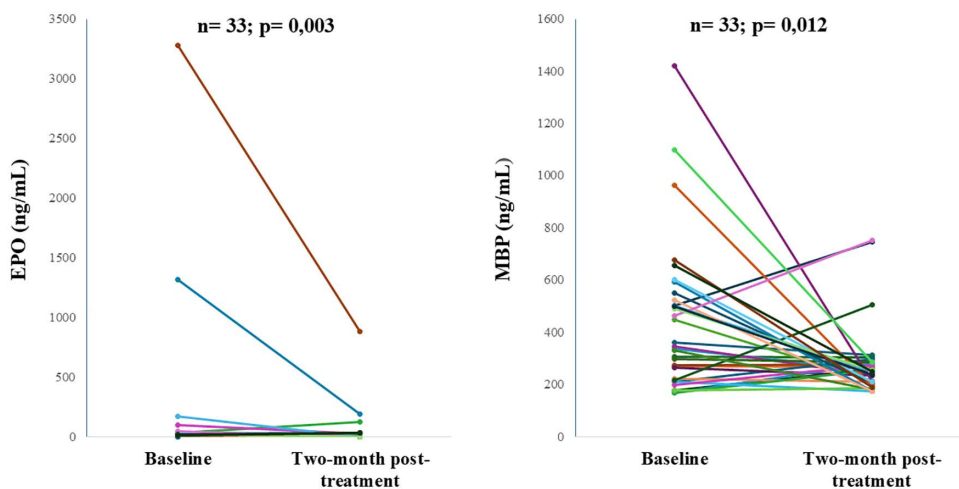 n= 33; p= 0,003
3500
3000
2500
2000
1500
1000
500
0
EPO (ng/mL)
Baseline
Two-month post-
treatment
n= 33; p= 0,012
1600
1400
1200
1000
800
600
400
200
0
MBP (ng/mL)
Baseline
Two-month post-
treatment